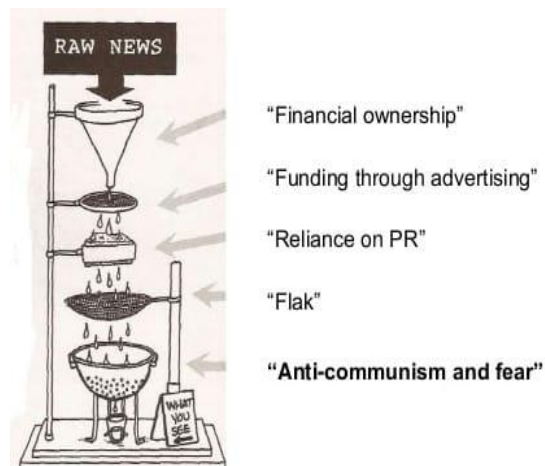 RAW NEWS
“Financial ownership”
“Funding through advertising”
“Reliance on PR”
“Flak”
“Anti-communism and fear”
WHAT
YOU
SEE